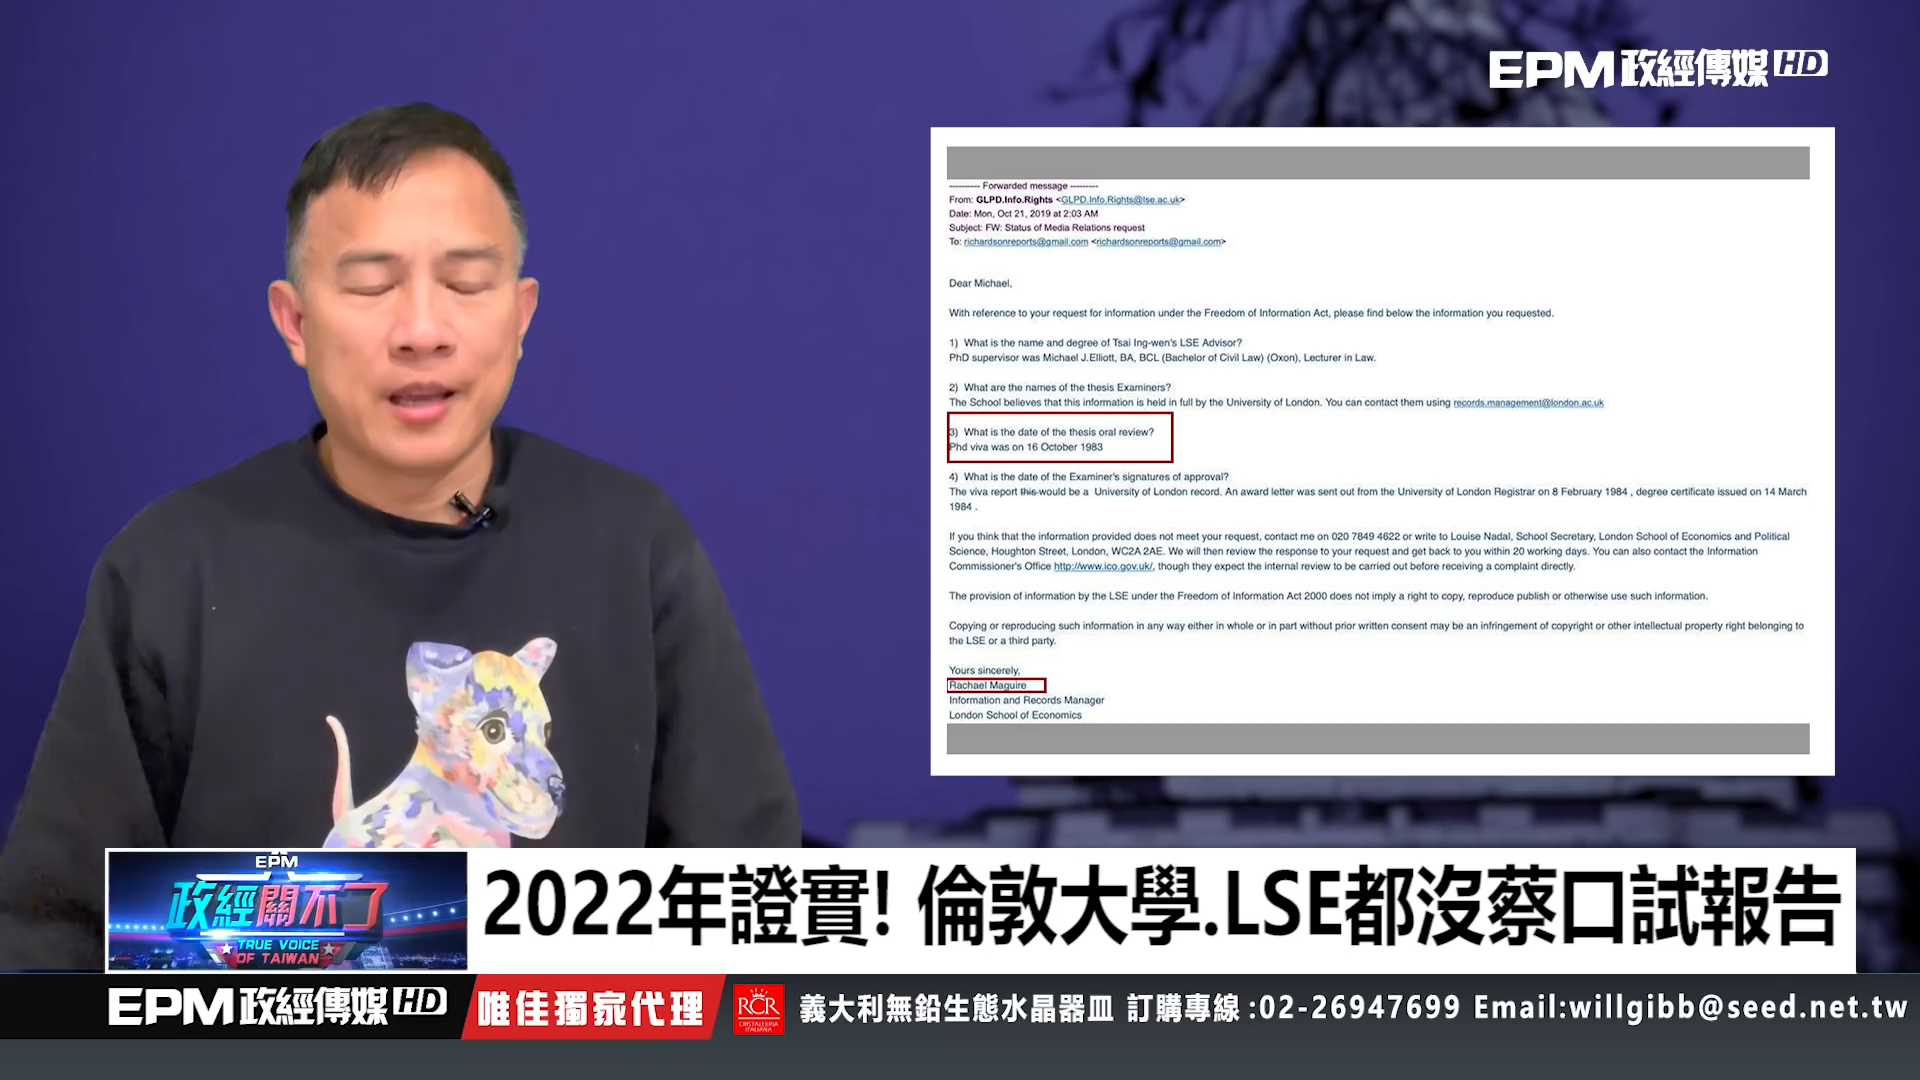 EPM政經傳媒HD
---------- Forwarded message ---------
From: GLPD.Info.Rights <GLPD.Info.Rights@lse.ac.uk>
Date: Mon, Oct 21, 2019 at 2:03 AM
Subject: FW: Status of Media Relations request
To: richardsonreports@gmail.com <richardsonreports@gmail.com>
Dear Michael,
With reference to your request for information under the Freedom of Information Act, please find below the information you requested.
1) What is the name and degree of Tsai Ing-wen's LSE Advisor?
PhD supervisor was Michael J.Elliott, BA, BCL (Bachelor of Civil Law) (Oxon), Lecturer in Law.
2) What are the names of the thesis Examiners?
The School believes that this information is held in full by the University of London. You can contact them using records.management@london.ac.uk
3) What is the date of the thesis oral review?
Phd viva was on 16 October 1983
4) What is the date of the Examiner's signatures of approval?
The viva report this would be a University of London record. An award letter was sent out from the University of London Registrar on 8 February 1984 , degree certificate issued on 14 March
1984 .
If you think that the information provided does not meet your request, contact me on 020 7849 4622 or write to Louise Nadal, School Secretary, London School of Economics and Political
Science, Houghton Street, London, WC2A 2AE. We will then review the response to your request and get back to you within 20 working days. You can also contact the Information
Commissioner's Office http://www.ico.gov.uk/, though they expect the internal review to be carried out before receiving a complaint directly.
The provision of information by the LSE under the Freedom of Information Act 2000 does not imply a right to copy, reproduce publish or otherwise use such information.
Copying or reproducing such information in any way either in whole or in part without prior written consent may be an infringement of copyright or other intellectual property right belonging to
the LSE or a third party.
Yours sincerely,
Rachael Maguire
Information and Records Manager
London School of Economics
EPM
政經關不了
TRUE VOICE
OF TAIWAN
2022年證實! 倫敦大學.LSE都沒蔡口試報告
EPM政經傳媒HD 唯佳獨家代理 RCR CRISTALLERIA ITALIANA 義大利無鉛生態水晶器皿 訂購專線:02-26947699 Email:willgibb@seed.net.tw